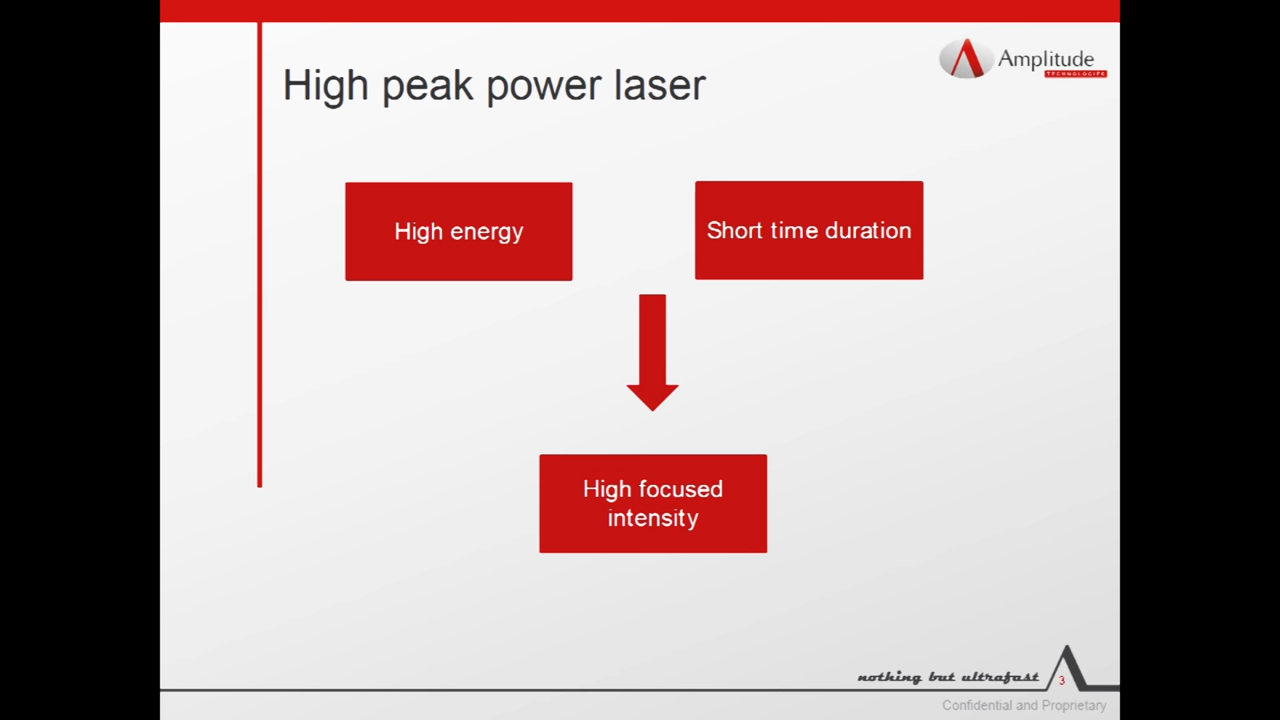 Amplitude
TECHNOLOGIES
High peak power laser
High energy
Short time duration
High focused
intensity
nothing but ultrafast
3
Confidential and Proprietary